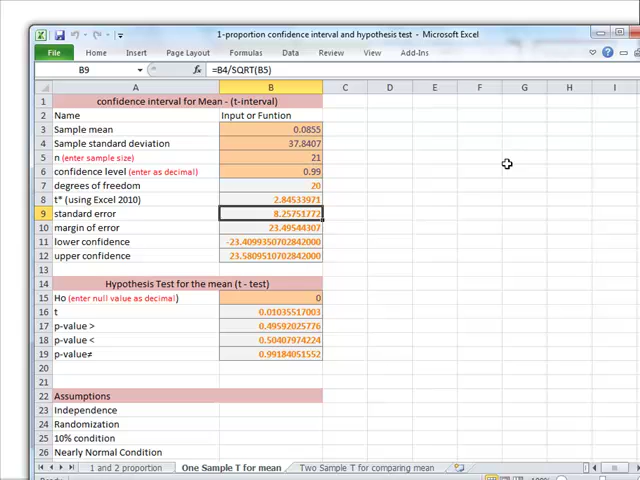 1-proportion confidence interval and hypothesis test - Microsoft Excel
File Home Insert Page Layout Formulas Data Review View Add-Ins
B9 fx =B4/SQRT(B5)
A B C D E F G H I
1 confidence interval for Mean - (t-interval)
2 Name Input or Funtion
3 Sample mean 0.0855
4 Sample standard deviation 37.8407
5 n (enter sample size) 21
6 confidence level (enter as decimal) 0.99
7 degrees of freedom 20
8 t* (using Excel 2010) 2.84533971
9 standard error 8.25751772
10 margin of error 23.49544307
11 lower confidence -23.4099350702842000
12 upper confidence 23.5809510702842000
13
14 Hypothesis Test for the mean (t - test)
15 Ho (enter null value as decimal) 0
16 t 0.01035517003
17 p-value > 0.49592025776
18 p-value < 0.50407974224
19 p-value≠ 0.99184051552
20
21
22 Assumptions
23 Independence
24 Randomization
25 10% condition
26 Nearly Normal Condition
1 and 2 proportion One Sample T for mean Two Sample T for comparing mean